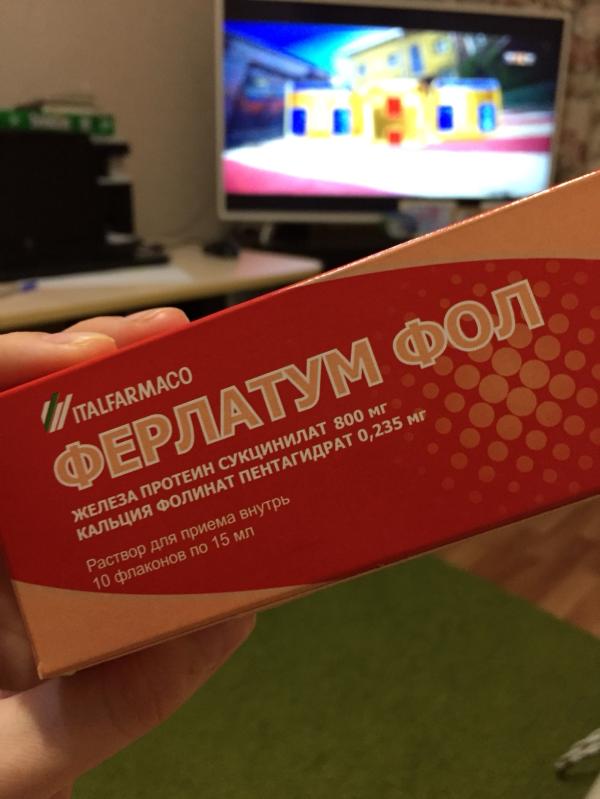 ITALFARMACO
ФЕРЛАТУМ ФОЛ
ЖЕЛЕЗА ПРОТЕИН СУКЦИНИЛАТ 800 мг
КАЛЬЦИЯ ФОЛИНАТ ПЕНТАГИДРАТ 0,235 мг
Раствор для приема внутрь
10 флаконов по 15 мл